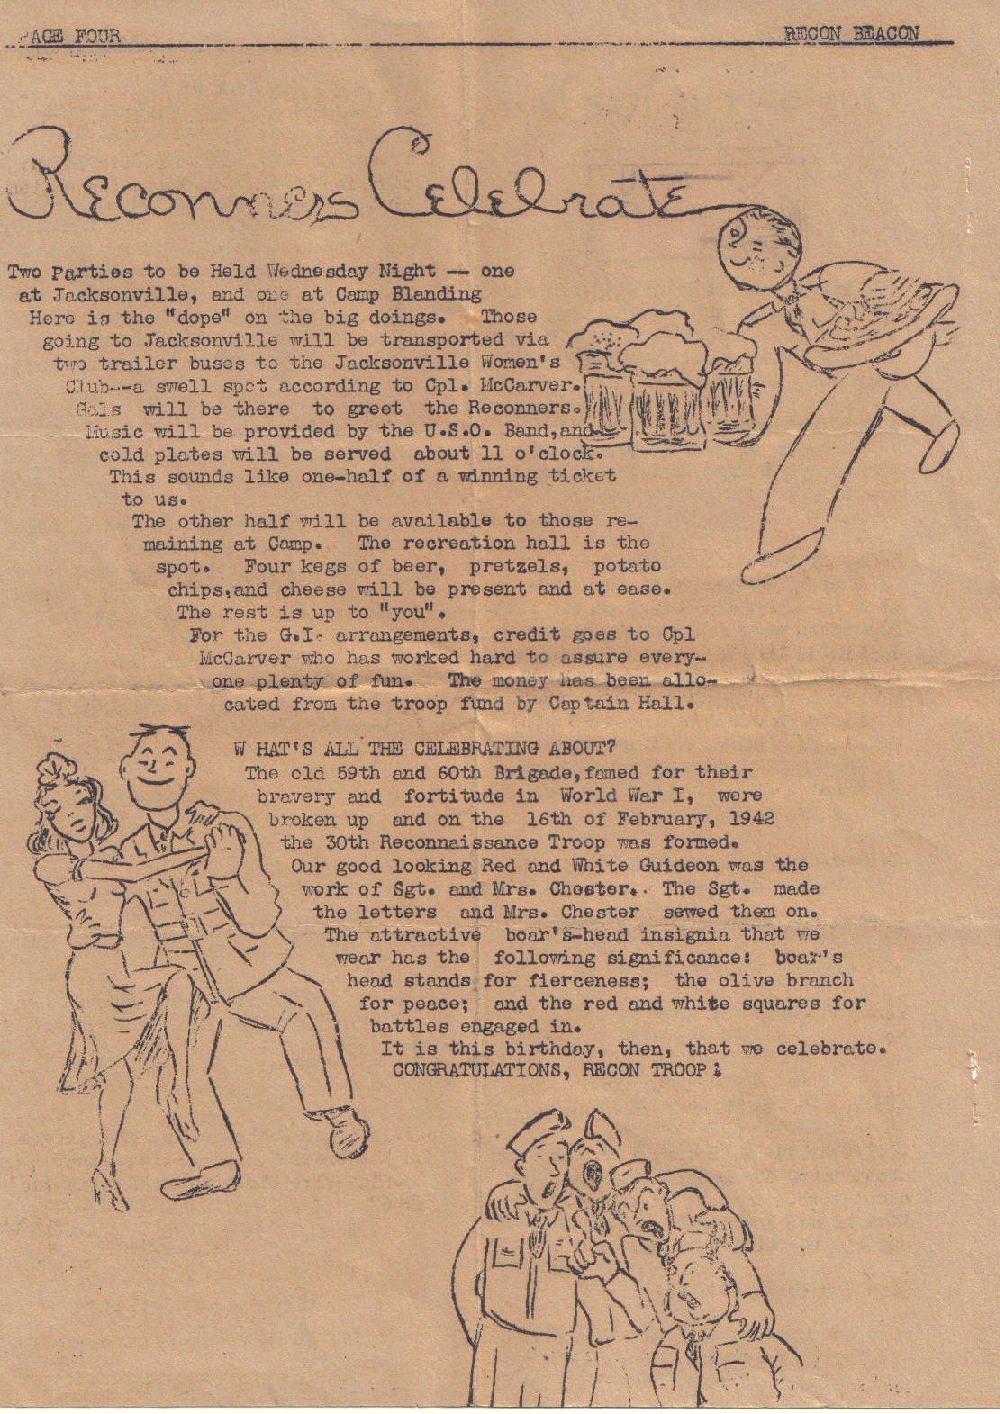 PAGE FOUR RECON BEACON
Reconners Celebrate
Two Parties to be Held Wednesday Night -- one
at Jacksonville, and one at Camp Blanding
Here is the "dope" on the big doings. Those
going to Jacksonville will be transported via
two trailer buses to the Jacksonville Women's
Club--a swell spot according to Cpl. McCarver.
Gals will be there to greet the Reconners.
Music will be provided by the U.S.O. Band,and
cold plates will be served about 11 o'clock.
This sounds like one-half of a winning ticket
to us.
The other half will be available to those re-
maining at Camp. The recreation hall is the
spot. Four kegs of beer, pretzels, potato
chips,and cheese will be present and at ease.
The rest is up to "you".
For the G.I. arrangements, credit goes to Cpl
McCarver who has worked hard to assure every-
one plenty of fun. The money has been allo-
cated from the troop fund by Captain Hall.
W HAT'S ALL THE CELEBRATING ABOUT?
The old 59th and 60th Brigade,famed for their
bravery and fortitude in World War I, were
broken up and on the 16th of February, 1942
the 30th Reconnaissance Troop was formed.
Our good looking Red and White Guideon was the
work of Sgt. and Mrs. Chester.. The Sgt. made
the letters and Mrs. Chester sewed them on.
The attractive boar's-head insignia that we
wear has the following significance: boar's
head stands for fierceness; the olive branch
for peace; and the red and white squares for
battles engaged in.
It is this birthday, then, that we celebrate.
CONGRATULATIONS, RECON TROOP!